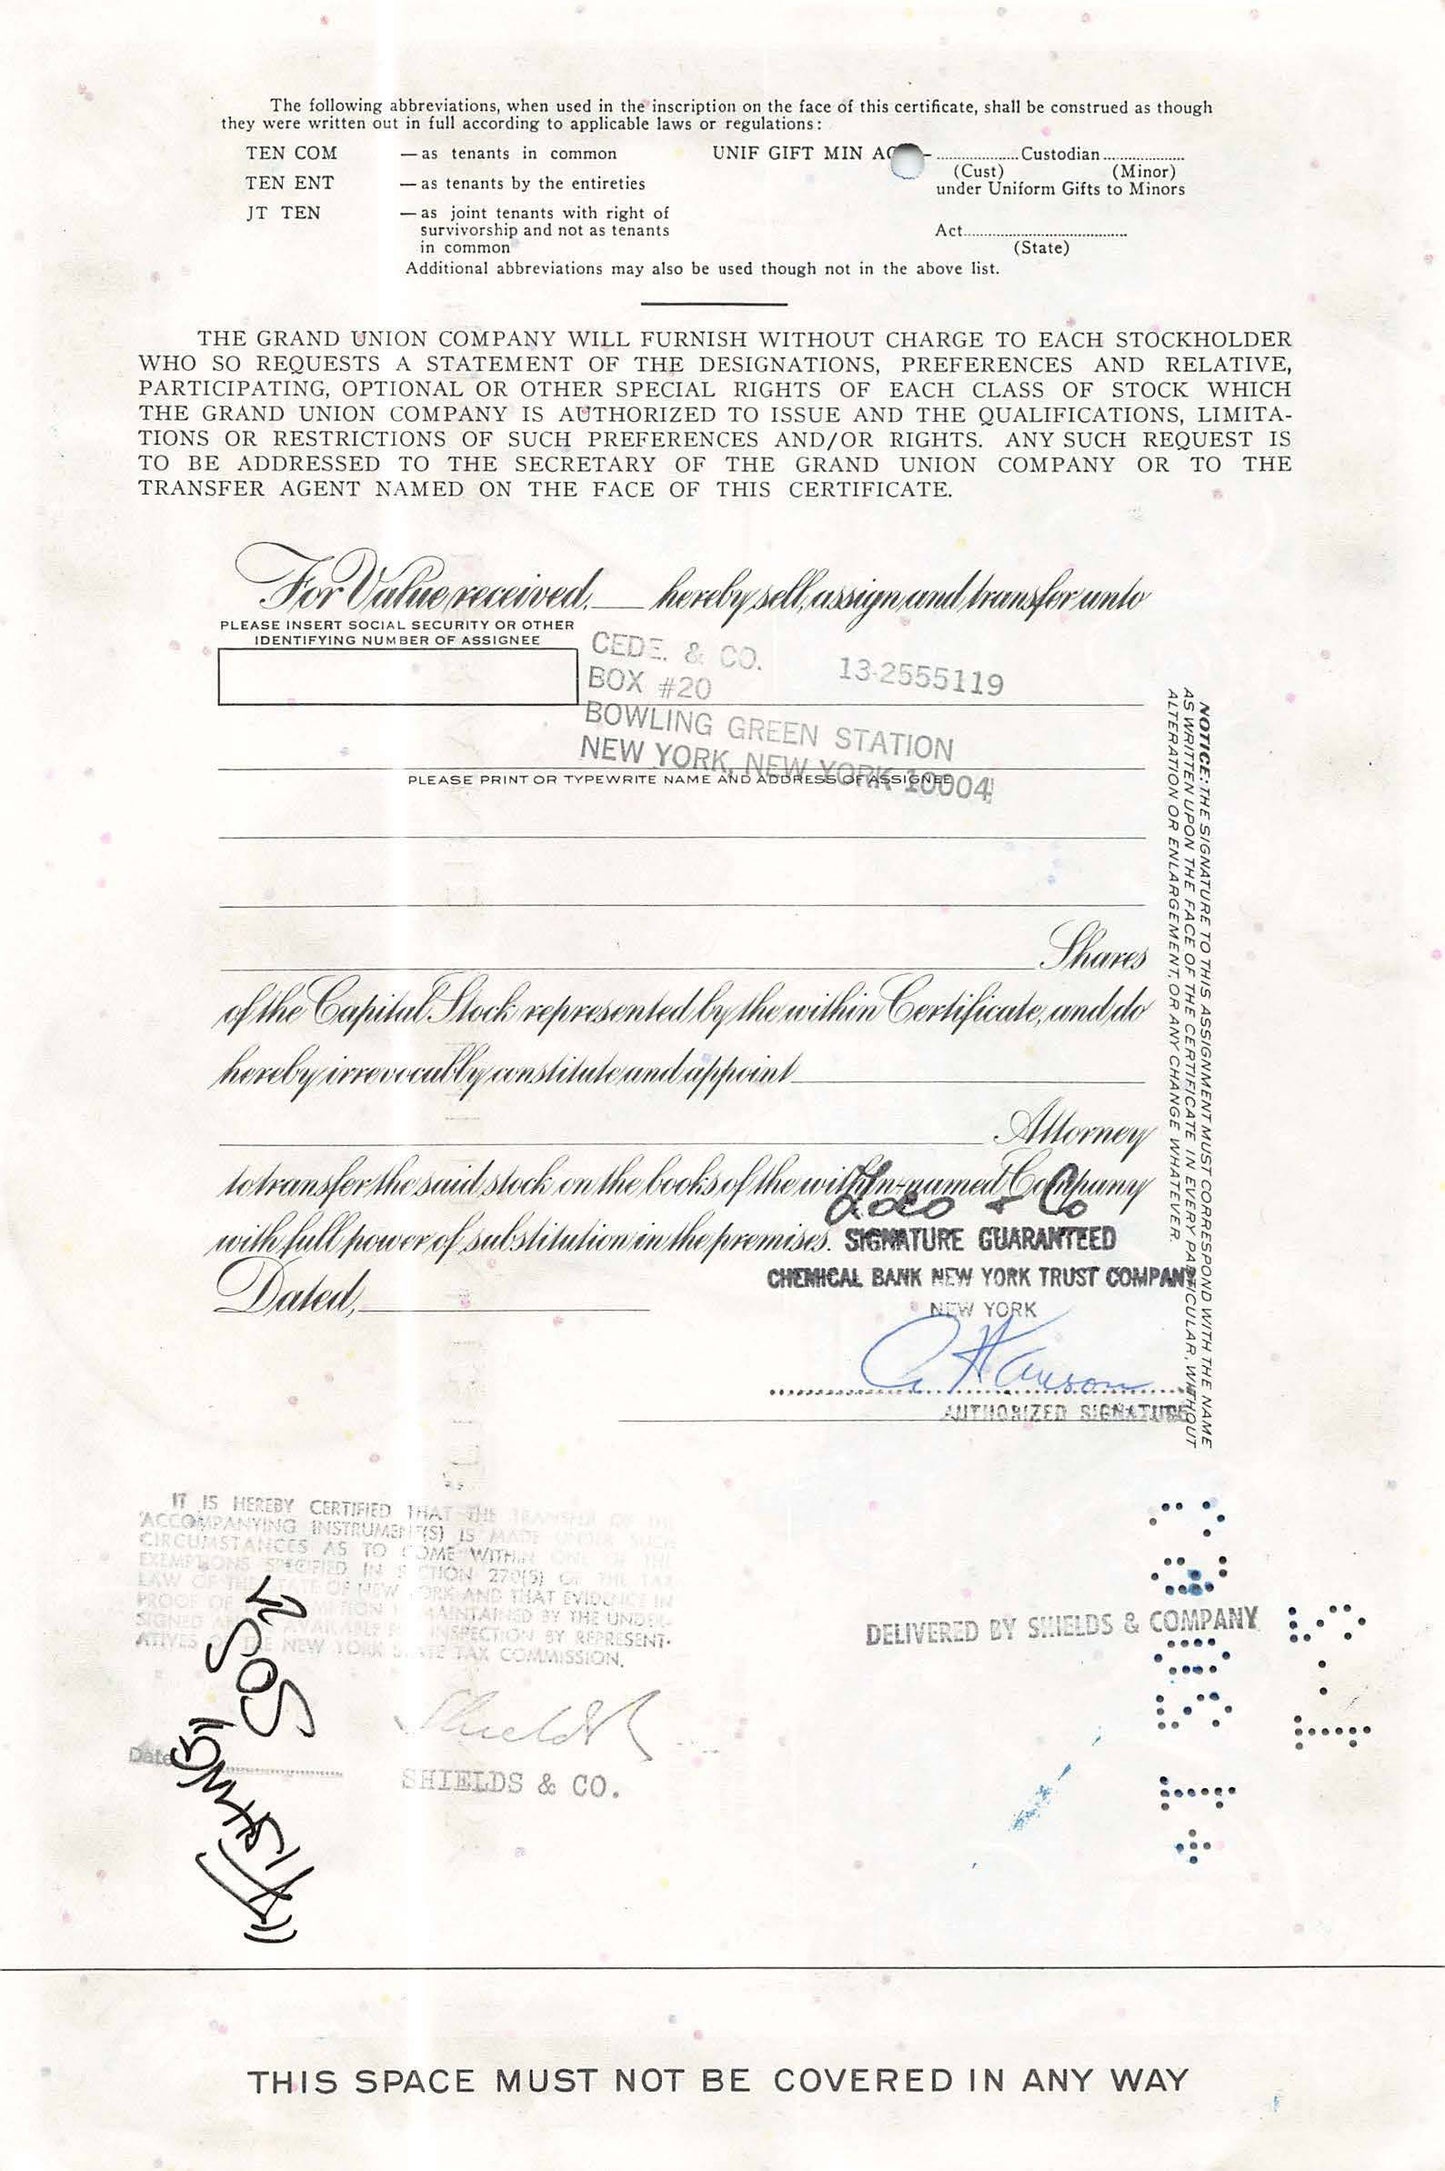 The following abbreviations, when used in the inscription on the face of this certificate, shall be construed as though
they were written out in full according to applicable laws or regulations:
TEN COM — as tenants in common
TEN ENT — as tenants by the entireties
JT TEN — as joint tenants with right of
survivorship and not as tenants
in common
UNIF GIFT MIN AC – ....................Custodian....................
(Cust) (Minor)
under Uniform Gifts to Minors
Act........................................
(State)
Additional abbreviations may also be used though not in the above list.
THE GRAND UNION COMPANY WILL FURNISH WITHOUT CHARGE TO EACH STOCKHOLDER
WHO SO REQUESTS A STATEMENT OF THE DESIGNATIONS, PREFERENCES AND RELATIVE,
PARTICIPATING, OPTIONAL OR OTHER SPECIAL RIGHTS OF EACH CLASS OF STOCK WHICH
THE GRAND UNION COMPANY IS AUTHORIZED TO ISSUE AND THE QUALIFICATIONS, LIMITA-
TIONS OR RESTRICTIONS OF SUCH PREFERENCES AND/OR RIGHTS. ANY SUCH REQUEST IS
TO BE ADDRESSED TO THE SECRETARY OF THE GRAND UNION COMPANY OR TO THE
TRANSFER AGENT NAMED ON THE FACE OF THIS CERTIFICATE.
For Value received, ____ hereby sell, assign and transfer unto
PLEASE INSERT SOCIAL SECURITY OR OTHER
IDENTIFYING NUMBER OF ASSIGNEE
CEDE. & CO. 13-2555119
BOX #20
BOWLING GREEN STATION
NEW YORK, NEW YORK 10004
PLEASE PRINT OR TYPEWRITE NAME AND ADDRESS OF ASSIGNEE
Shares
of the Capital Stock represented by the within Certificate, and do
hereby irrevocably constitute and appoint
Attorney
to transfer the said stock on the books of the within-named Company
with full power of substitution in the premises.
Dated,
& Co
SIGNATURE GUARANTEED
CHEMICAL BANK NEW YORK TRUST COMPANY
NEW YORK
AUTHORIZED SIGNATURE
NOTICE: THE SIGNATURE TO THIS ASSIGNMENT MUST CORRESPOND WITH THE NAME
AS WRITTEN UPON THE FACE OF THE CERTIFICATE IN EVERY PARTICULAR, WITHOUT
ALTERATION OR ENLARGEMENT, OR ANY CHANGE WHATEVER.
IT IS HEREBY CERTIFIED THAT THE TRANSFER OF THE
ACCOMPANYING INSTRUMENT(S) IS MADE UNDER SUCH
CIRCUMSTANCES AS TO COME WITHIN ONE OF THE
EXEMPTIONS SPECIFIED IN SECTION 270(5) OF THE TAX
LAW OF THE STATE OF NEW YORK AND THAT EVIDENCE IN
PROOF OF EXEMPTION IS MAINTAINED BY THE UNDER-
SIGNED AND AVAILABLE FOR INSPECTION BY REPRESENT-
ATIVES OF THE NEW YORK STATE TAX COMMISSION.
Shields
Date
SHIELDS & CO.
DELIVERED BY SHIELDS & COMPANY
THIS SPACE MUST NOT BE COVERED IN ANY WAY